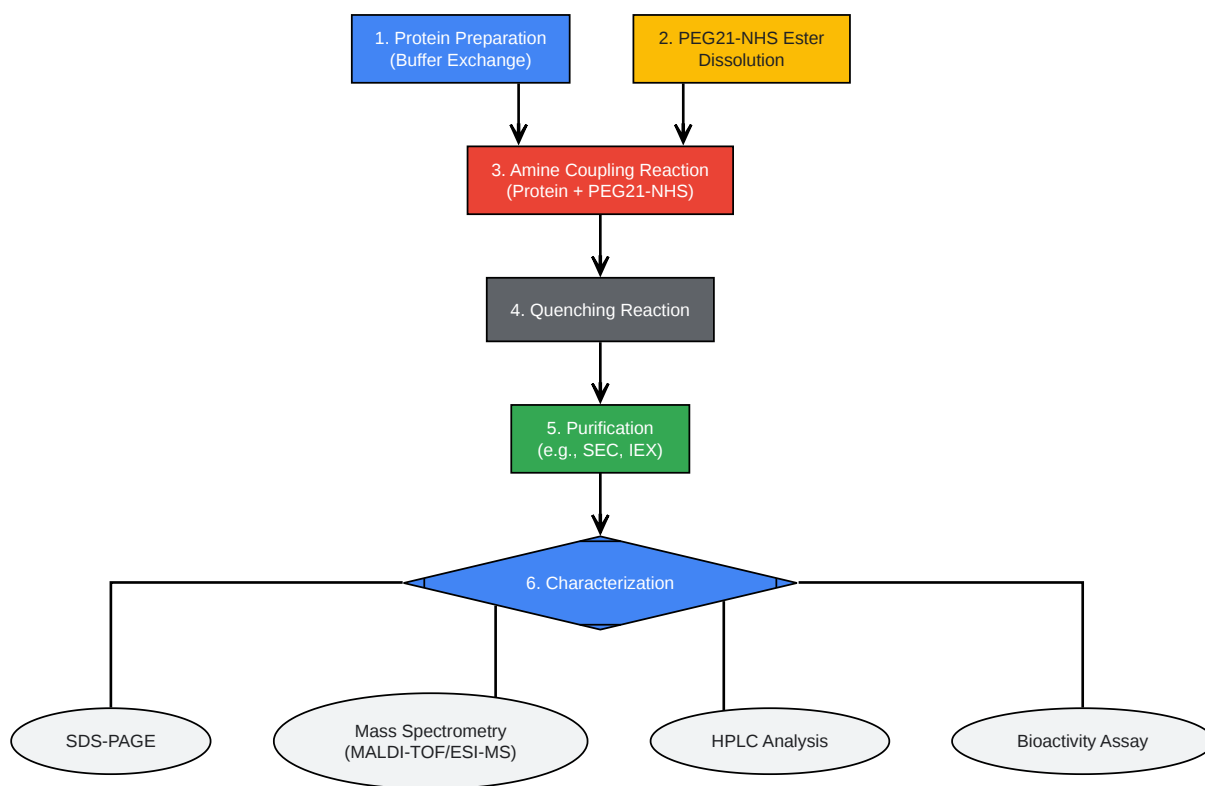 1. Protein Preparation
(Buffer Exchange)
2. PEG21-NHS Ester
Dissolution
3. Amine Coupling Reaction
(Protein + PEG21-NHS)
4. Quenching Reaction
5. Purification
(e.g., SEC, IEX)
6. Characterization
SDS-PAGE
Mass Spectrometry
(MALDI-TOF/ESI-MS)
HPLC Analysis
Bioactivity Assay